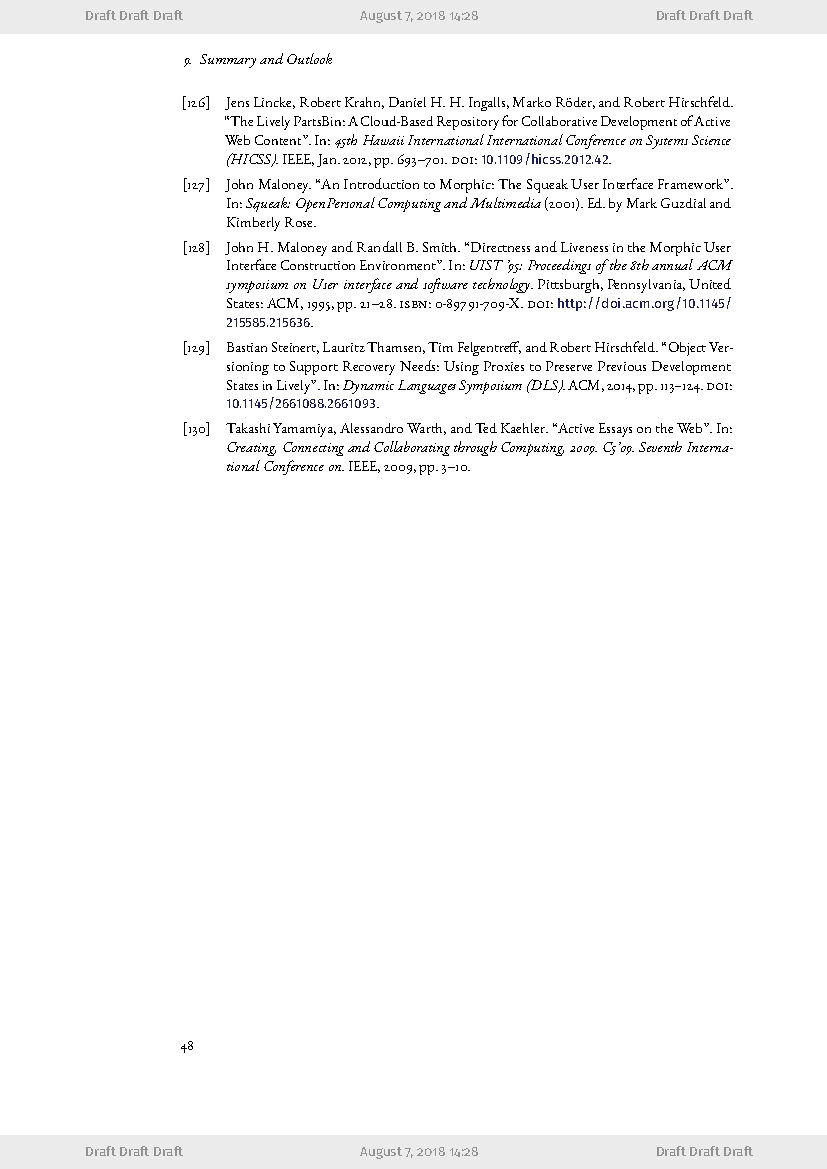 Draft Draft Draft August 7, 2018 14:28 Draft Draft Draft
9. Summary and Outlook
[126] Jens Lincke, Robert Krahn, Daniel H. H. Ingalls, Marko Röder, and Robert Hirschfeld.
“The Lively PartsBin: A Cloud-Based Repository for Collaborative Development of Active
Web Content”. In: 45th Hawaii International International Conference on Systems Science
(HICSS). IEEE, Jan. 2012, pp. 693–701. DOI: 10.1109/hicss.2012.42.
[127] John Maloney. “An Introduction to Morphic: The Squeak User Interface Framework”.
In: Squeak: OpenPersonal Computing and Multimedia (2001). Ed. by Mark Guzdial and
Kimberly Rose.
[128] John H. Maloney and Randall B. Smith. “Directness and Liveness in the Morphic User
Interface Construction Environment”. In: UIST ’95: Proceedings of the 8th annual ACM
symposium on User interface and software technology. Pittsburgh, Pennsylvania, United
States: ACM, 1995, pp. 21–28. ISBN: 0-89791-709-X. DOI: http://doi.acm.org/10.1145/
215585.215636.
[129] Bastian Steinert, Lauritz Thamsen, Tim Felgentreff, and Robert Hirschfeld. “Object Ver-
sioning to Support Recovery Needs: Using Proxies to Preserve Previous Development
States in Lively”. In: Dynamic Languages Symposium (DLS). ACM, 2014, pp. 113–124. DOI:
10.1145/2661088.2661093.
[130] Takashi Yamamiya, Alessandro Warth, and Ted Kaehler. “Active Essays on the Web”. In:
Creating, Connecting and Collaborating through Computing, 2009. C5’09. Seventh Interna-
tional Conference on. IEEE, 2009, pp. 3–10.
48
Draft Draft Draft August 7, 2018 14:28 Draft Draft Draft